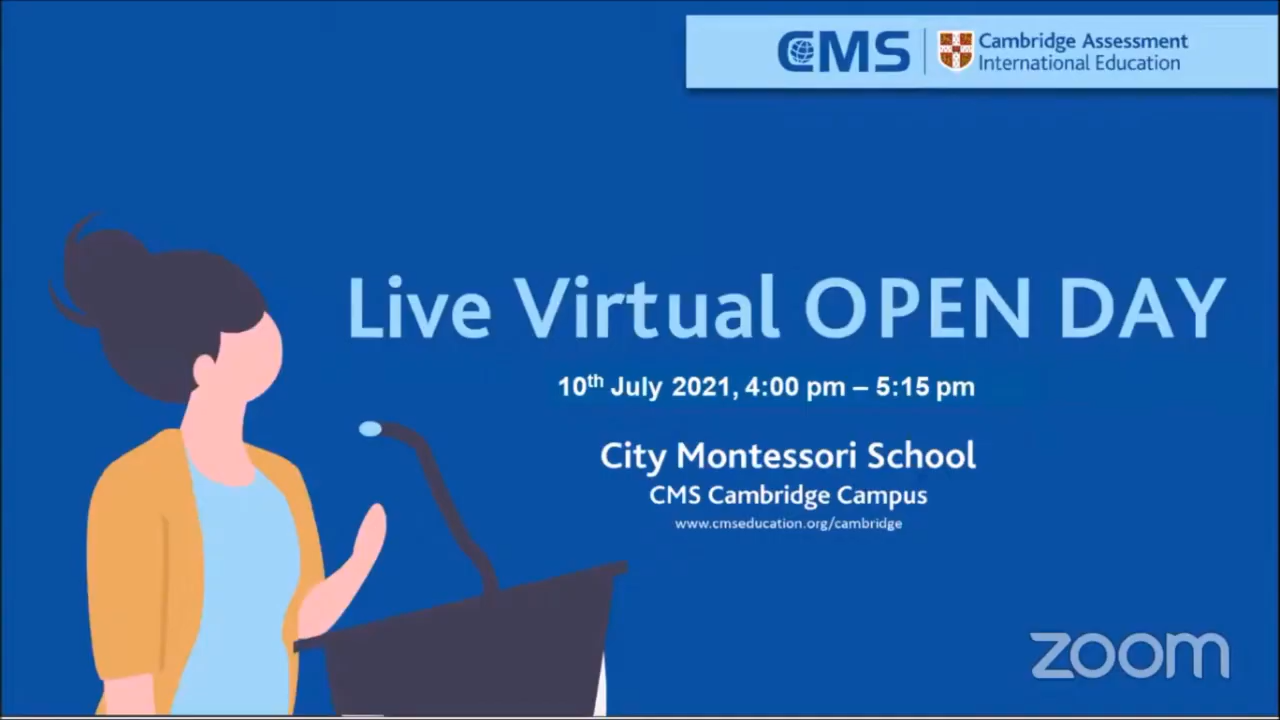 CMS
Cambridge Assessment
International Education
Live Virtual OPEN DAY
10th July 2021, 4:00 pm – 5:15 pm
City Montessori School
CMS Cambridge Campus
www.cmseducation.org/cambridge
zoom